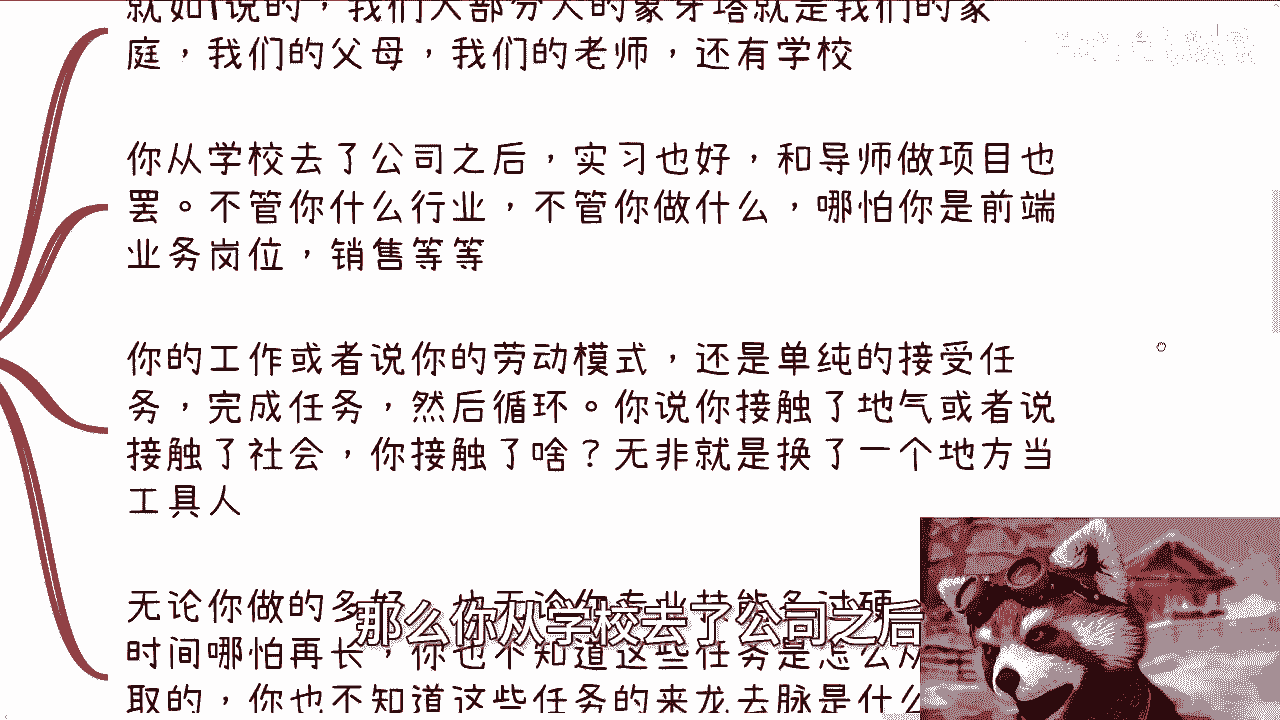 就如1说的，我们大部分人的象牙塔就是我们的家
庭，我们的父母，我们的老师，还有学校
你从学校去了公司之后，实习也好，和导师做项目也
罢。不管你什么行业，不管你做什么，哪怕你是前端
业务岗位，销售等等
你的工作或者说你的劳动模式，还是单纯的接受任
务，完成任务，然后循环。你说你接触了地气或者说
接触了社会，你接触了啥？无非就是换了一个地方当
工具人
无论你做的多好，也无论你专业技能多过硬
时间哪怕再长，你也不知道这些任务是怎么从
取的，你也不知道这些任务的来龙去脉是什么
那么你从学校去了公司之后